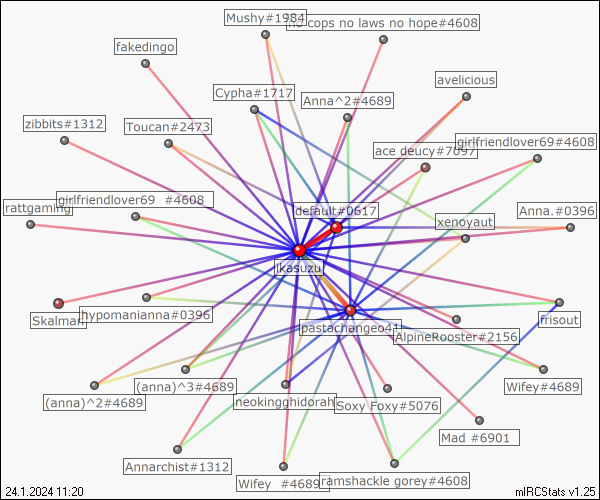 Mushy#1984
no cops no laws no hope#4608
fakedingo
avelicious
Cypha#1717
Anna^2#4689
zibbits#1312
Toucan#2473
ace deucy#7097
girlfriendlover69#4608
girlfriendlover69 #4608
rattgaming
default#0617
xenoyaut
Anna.#0396
jkasuzu
Skalman
hypomanianna#0396
pastachangeo41
AlpineRooster#2156
frisout
(anna)^3#4689
Wifey#4689
(anna)^2#4689
neokingghidorah
Soxy Foxy#5076
Mad #6901
Annarchist#1312
Wifey #4689
ramshackle gorey#4608
24.1.2024 11:20
mIRCStats v1.25